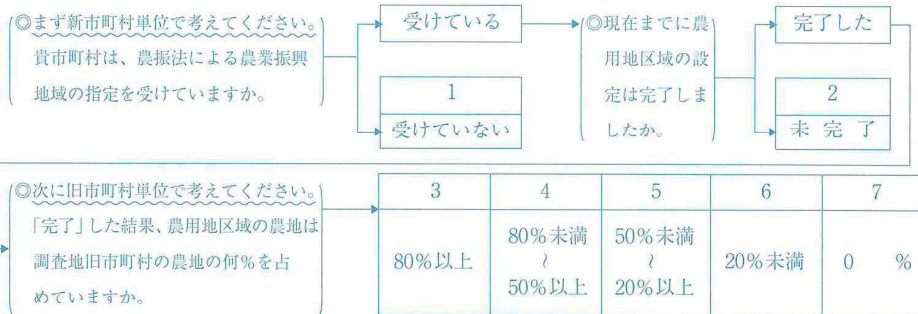 ◎まず新市町村単位で考えてください。
貴市町村は、農振法による農業振興
地域の指定を受けていますか。
受けている
1
受けていない
◎現在までに農
用地区域の設
定は完了しま
したか。
完了した
2
未完了
◎次に旧市町村単位で考えてください。
「完了」した結果、農用地区域の農地は
調査地旧市町村の農地の何%を占
めていますか。
3
80%以上
4
80%未満
〜
50%以上
5
50%未満
〜
20%以上
6
20%未満
7
0 %